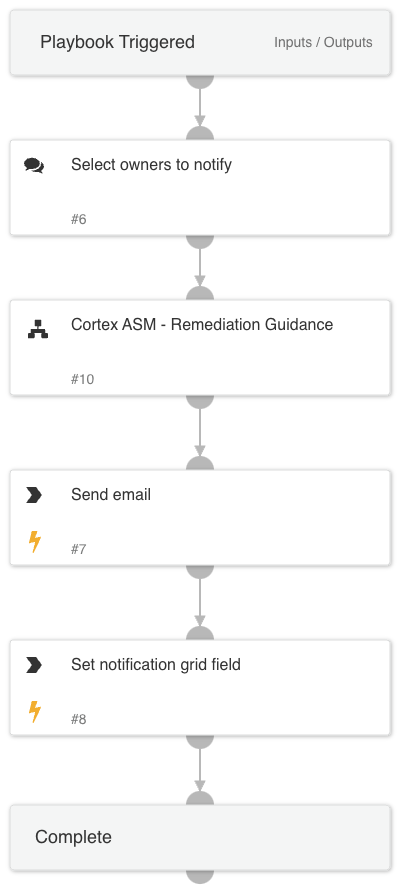 Playbook Triggered Inputs / Outputs
Select owners to notify
#6
Cortex ASM - Remediation Guidance
#10
Send email
#7
Set notification grid field
#8
Complete